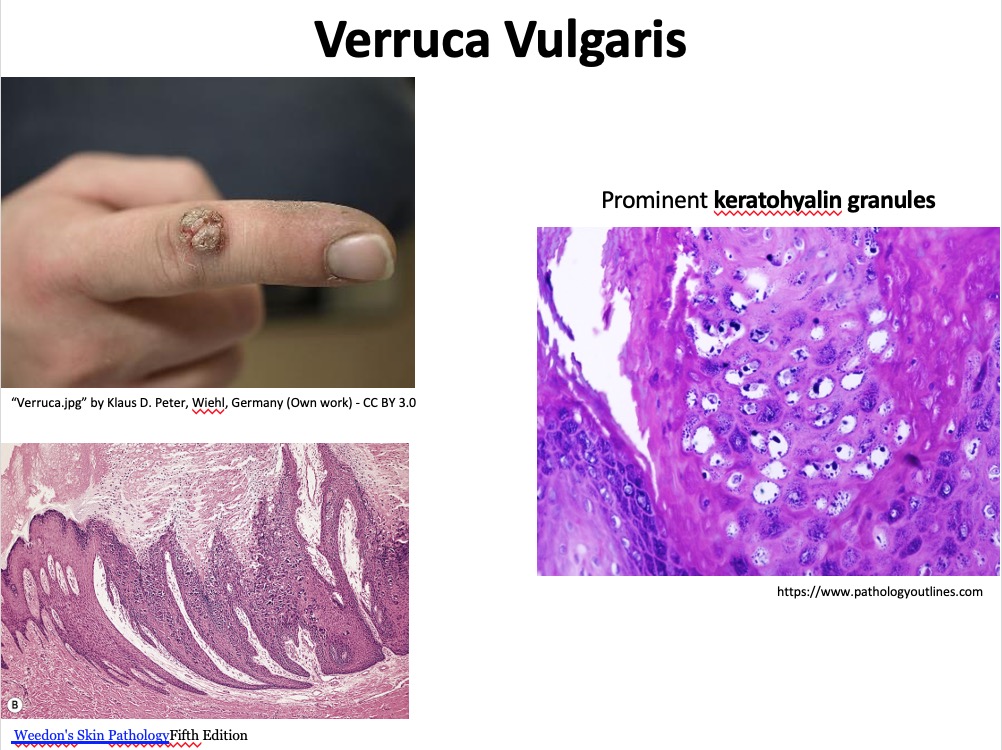 Verruca Vulgaris
"Verruca.jpg" by Klaus D. Peter, Wiehl, Germany (Own work) - CC BY 3.0
B
Weedon's Skin PathologyFifth Edition
Prominent keratohyalin granules
https://www.pathologyoutlines.com